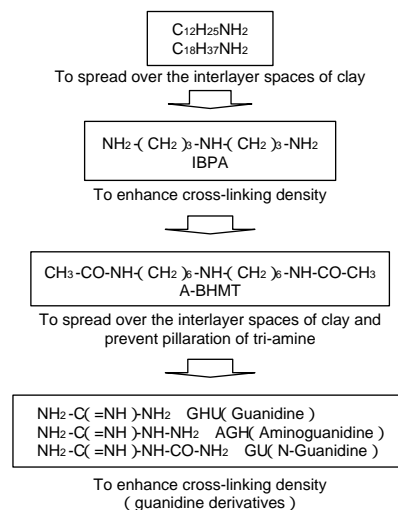 C12H25NH2
C18H37NH2
To spread over the interlayer spaces of clay
NH2-( CH2 )3-NH-( CH2 )3-NH2
IBPA
To enhance cross-linking density
CH3-CO-NH-( CH2 )6-NH-( CH2 )6-NH-CO-CH3
A-BHMT
To spread over the interlayer spaces of clay and
prevent pillaration of tri-amine
NH2-C( =NH )-NH2 GHU( Guanidine )
NH2-C( =NH )-NH-NH2 AGH( Aminoguanidine )
NH2-C( =NH )-NH-CO-NH2 GU( N-Guanidine )
To enhance cross-linking density
( guanidine derivatives )